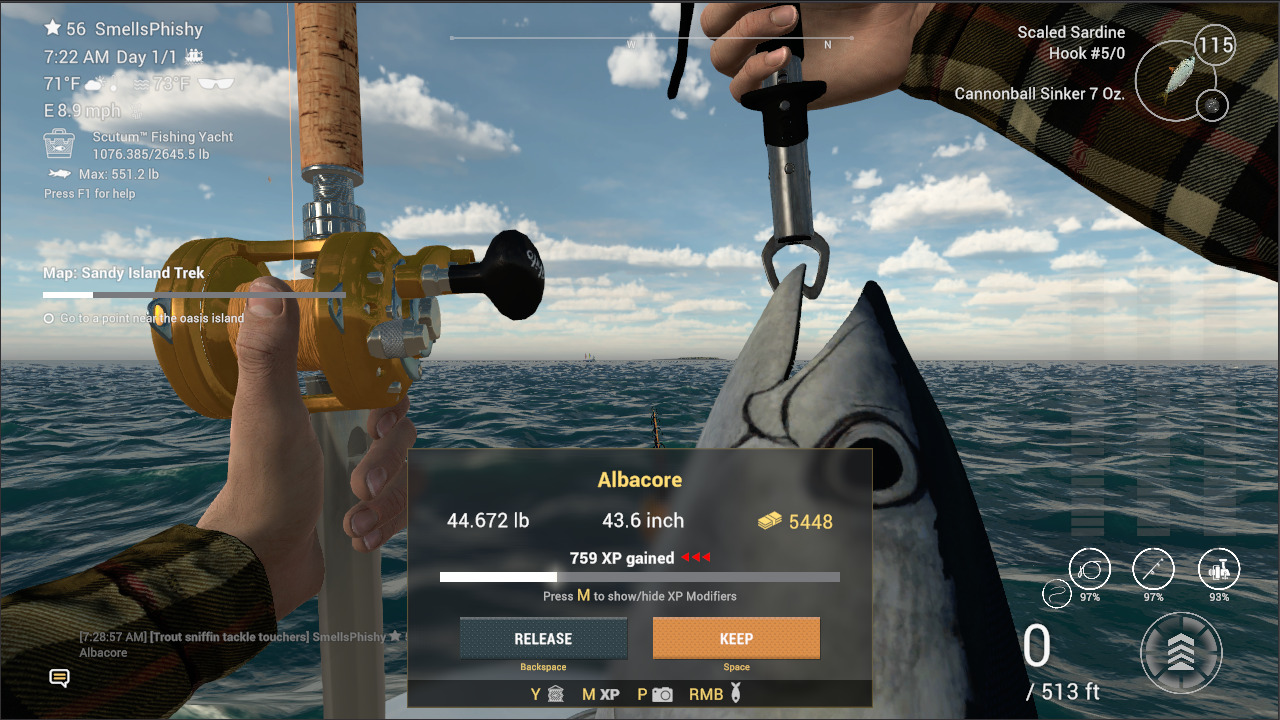 56 SmellsPhishy
7:22 AM Day 1/1
71°F 73°F
E 8.9 mph
Scutum™ Fishing Yacht
1076.385/2645.5 lb
Max: 551.2 lb
Press F1 for help
Map: Sandy Island Trek
Go to a point near the oasis island
W N
Scaled Sardine
Hook #5/0
115
Cannonball Sinker 7 Oz.
Albacore
44.672 lb 43.6 inch 5448
759 XP gained
Press M to show/hide XP Modifiers
RELEASE KEEP
Backspace Space
Y M XP P RMB
[7:28:57 AM] [Trout sniffin tackle touchers] SmellsPhishy
Albacore
97% 97% 93%
0
/ 513 ft